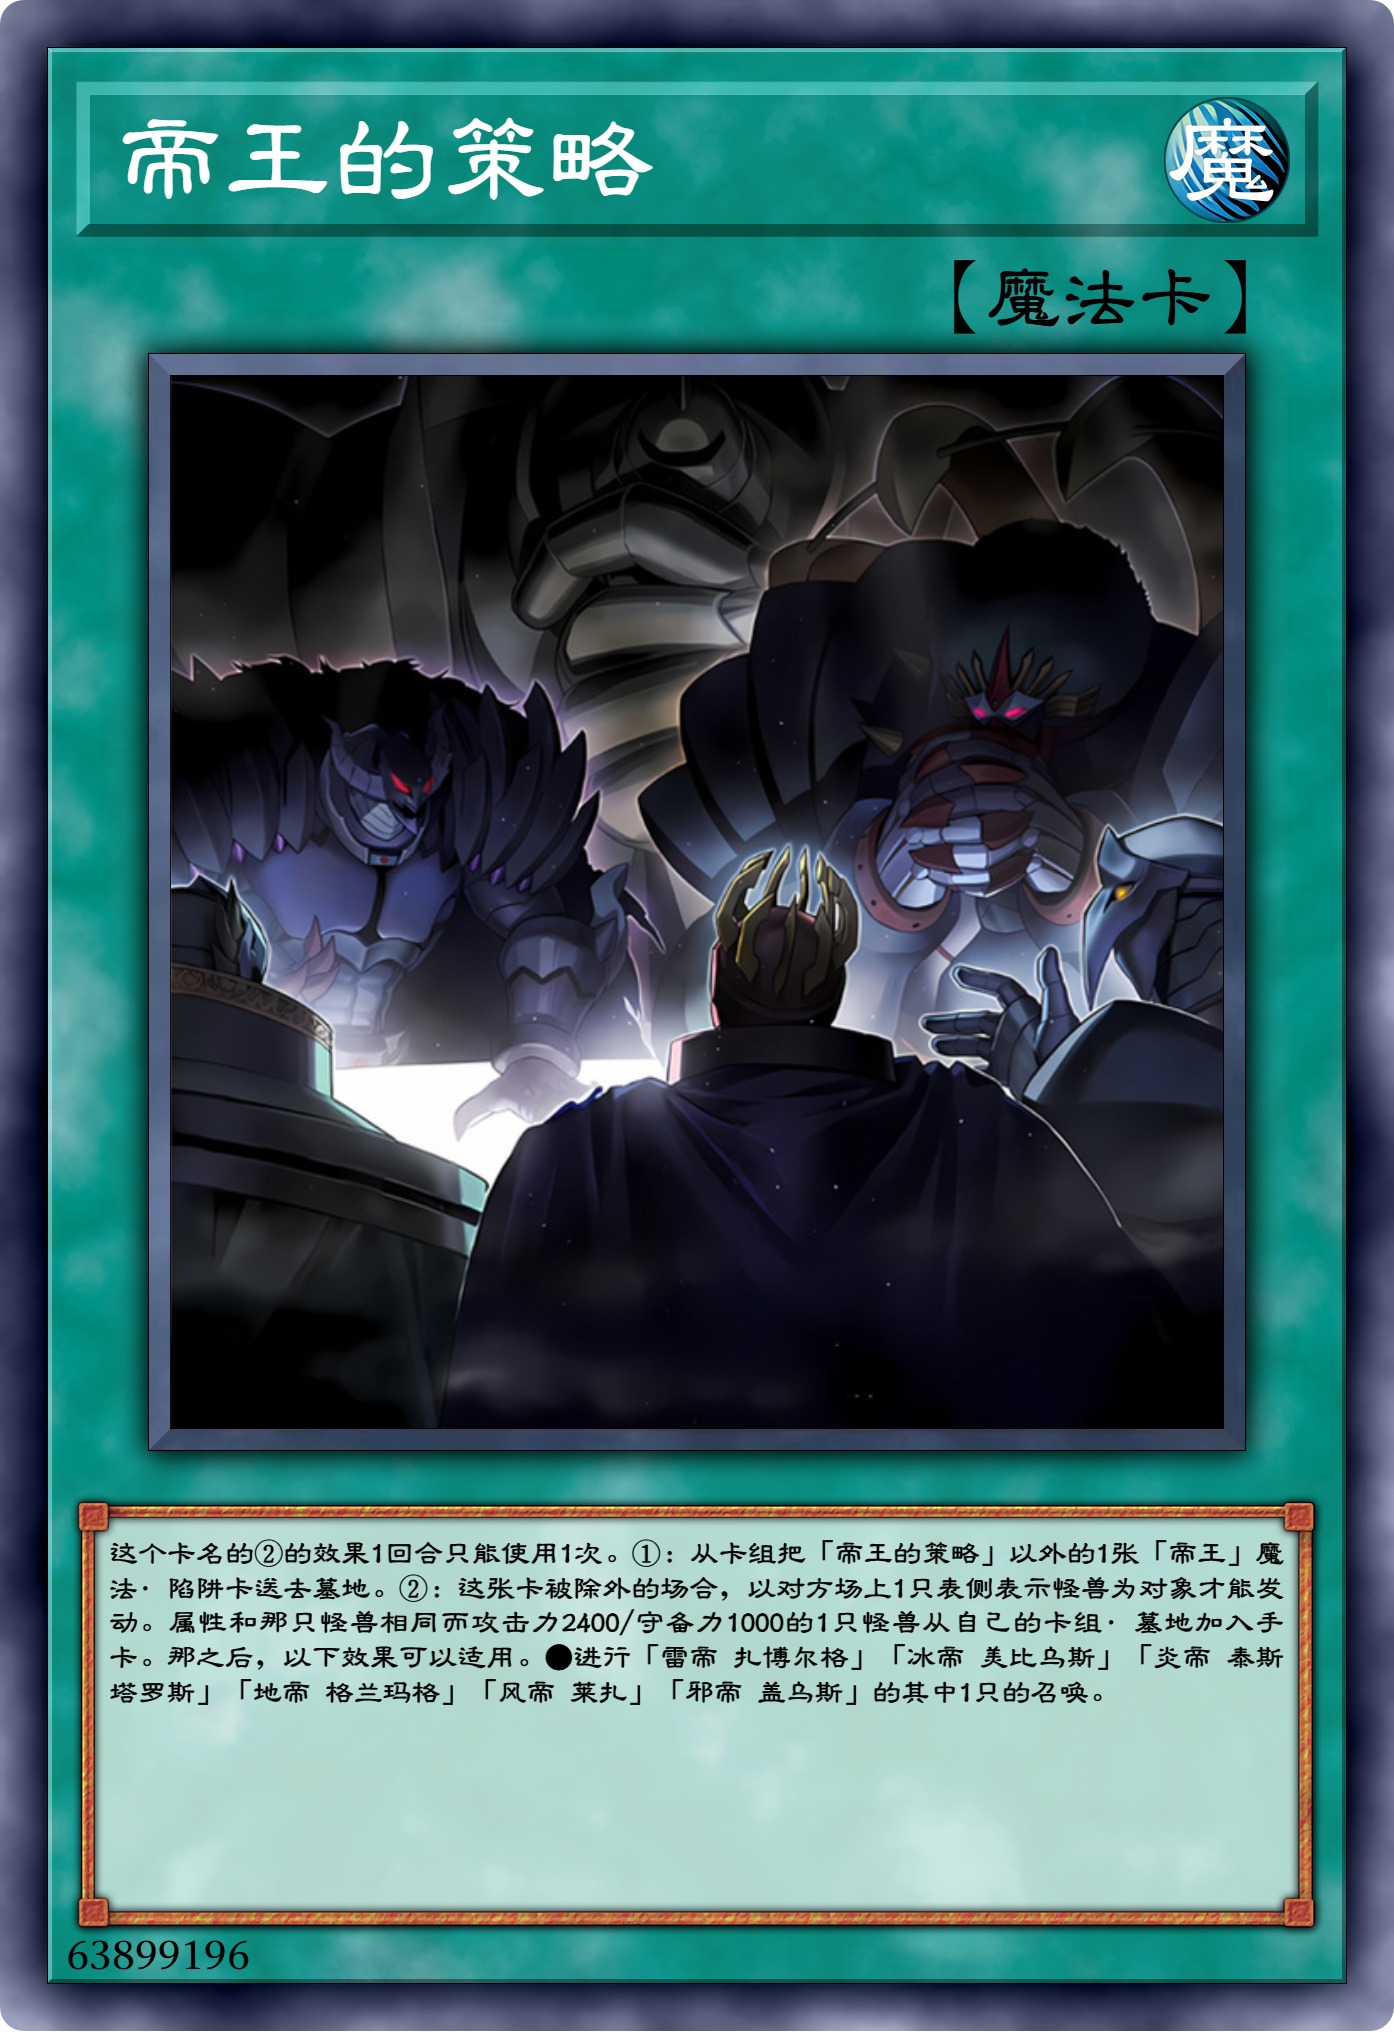 帝王的策略
魔
【魔法卡】
这个卡名的②的效果1回合只能使用1次。①：从卡组把「帝王的策略」以外的1张「帝王」魔
法·陷阱卡送去墓地。②：这张卡被除外的场合，以对方场上1只表侧表示怪兽为对象才能发
动。属性和那只怪兽相同而攻击力2400/守备力1000的1只怪兽从自己的卡组·墓地加入手
卡。那之后，以下效果可以适用。●进行「雷帝 扎博尔格」「冰帝 美比乌斯」「炎帝 泰斯
塔罗斯」「地帝 格兰玛格」「风帝 莱扎」「邪帝 盖乌斯」的其中1只的召唤。
63899196